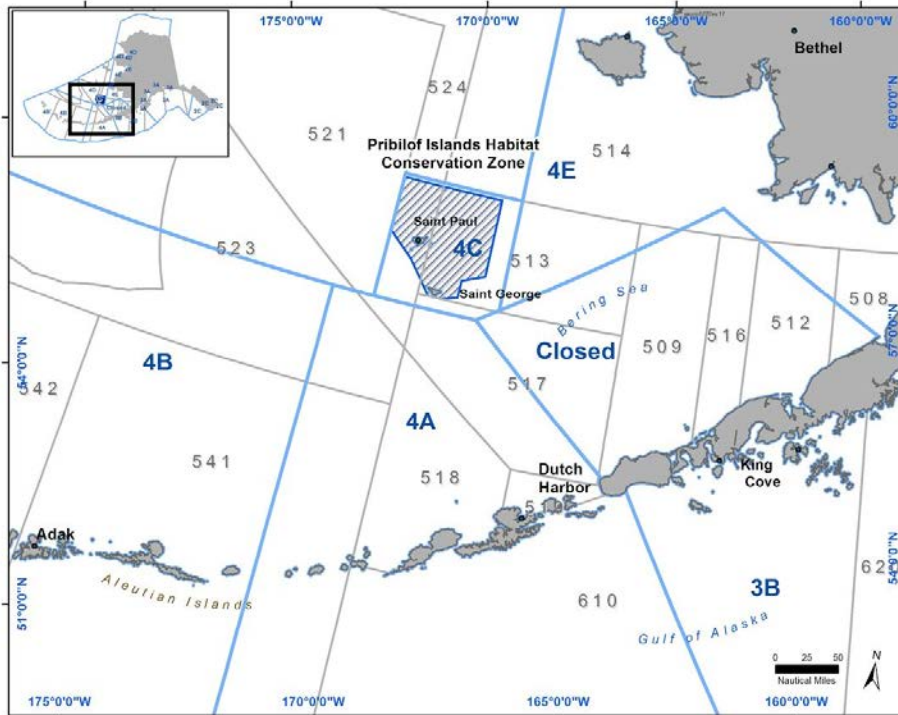 170°0'0"W
165°0'0"W
160°0'0"W
Bethel
60°0'0"N
524
521
Pribilof Islands Habitat
Conservation Zone
4E
514
Saint Paul
4C
523
513
Saint George
Bering Sea
508
512
516
509
57°0'0"N
54°0'0"N
Closed
4B
517
542
4A
541
518
Dutch
Harbor
King
Cove
Adak
Aleutian Islands
54°0'0"N
51°0'0"N
610
3B
Gulf of Alaska
0 25 50
Nautical Miles
N
175°0'0"W
170°0'0"W
165°0'0"W
160°0'0"W